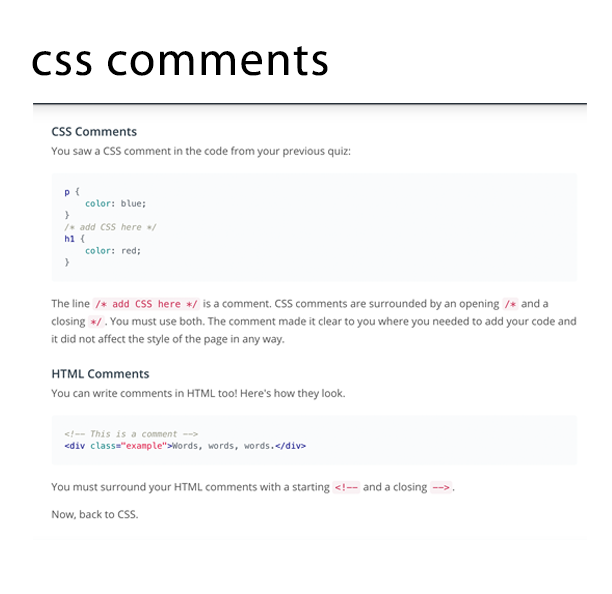 css comments
CSS Comments
You saw a CSS comment in the code from your previous quiz:
p {
    color: blue;
}
/* add CSS here */
h1 {
    color: red;
}
The line /* add CSS here */ is a comment. CSS comments are surrounded by an opening /* and a
closing */. You must use both. The comment made it clear to you where you needed to add your code and
it did not affect the style of the page in any way.
HTML Comments
You can write comments in HTML too! Here's how they look.
<!-- This is a comment -->
<div class="example">Words, words, words.</div>
You must surround your HTML comments with a starting <!-- and a closing -->.
Now, back to CSS.